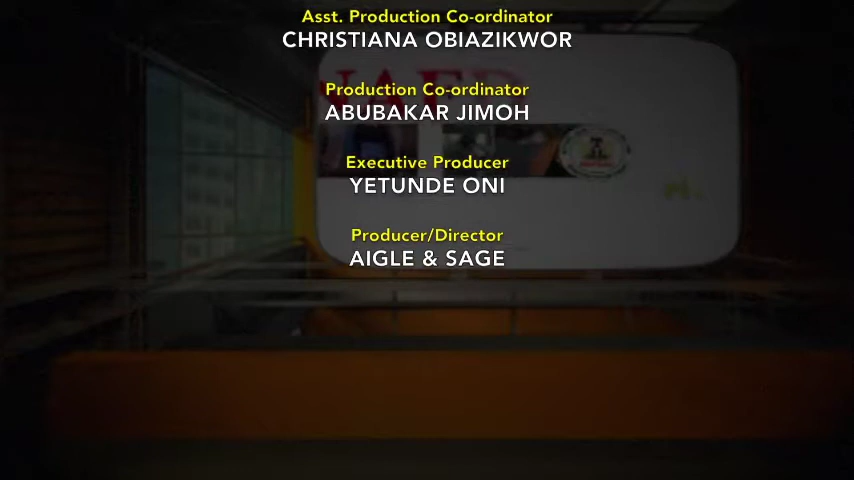 Asst. Production Co-ordinator
CHRISTIANA OBIAZIKWOR
Production Co-ordinator
ABUBAKAR JIMOH
Executive Producer
YETUNDE ONI
Producer/Director
AIGLE & SAGE